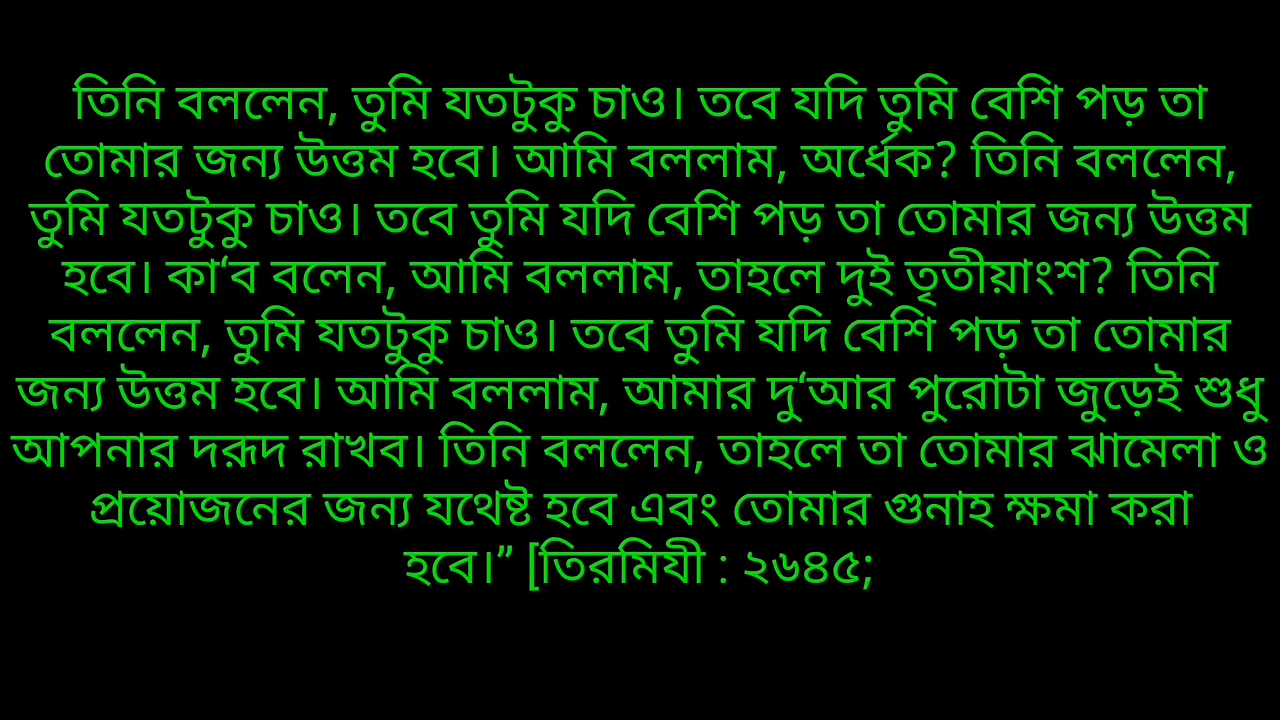 তিনি বললেন, তুমি যতটুকু চাও। তবে যদি তুমি বেশি পড় তা
তোমার জন্য উত্তম হবে। আমি বললাম, অর্ধেক? তিনি বললেন,
তুমি যতটুকু চাও। তবে তুমি যদি বেশি পড় তা তোমার জন্য উত্তম
হবে। কা‘ব বলেন, আমি বললাম, তাহলে দুই তৃতীয়াংশ? তিনি
বললেন, তুমি যতটুকু চাও। তবে তুমি যদি বেশি পড় তা তোমার
জন্য উত্তম হবে। আমি বললাম, আমার দু‘আর পুরোটা জুড়েই শুধু
আপনার দরূদ রাখব। তিনি বললেন, তাহলে তা তোমার ঝামেলা ও
প্রয়োজনের জন্য যথেষ্ট হবে এবং তোমার গুনাহ ক্ষমা করা
হবে।” [তিরমিযী : ২৬৪৫;